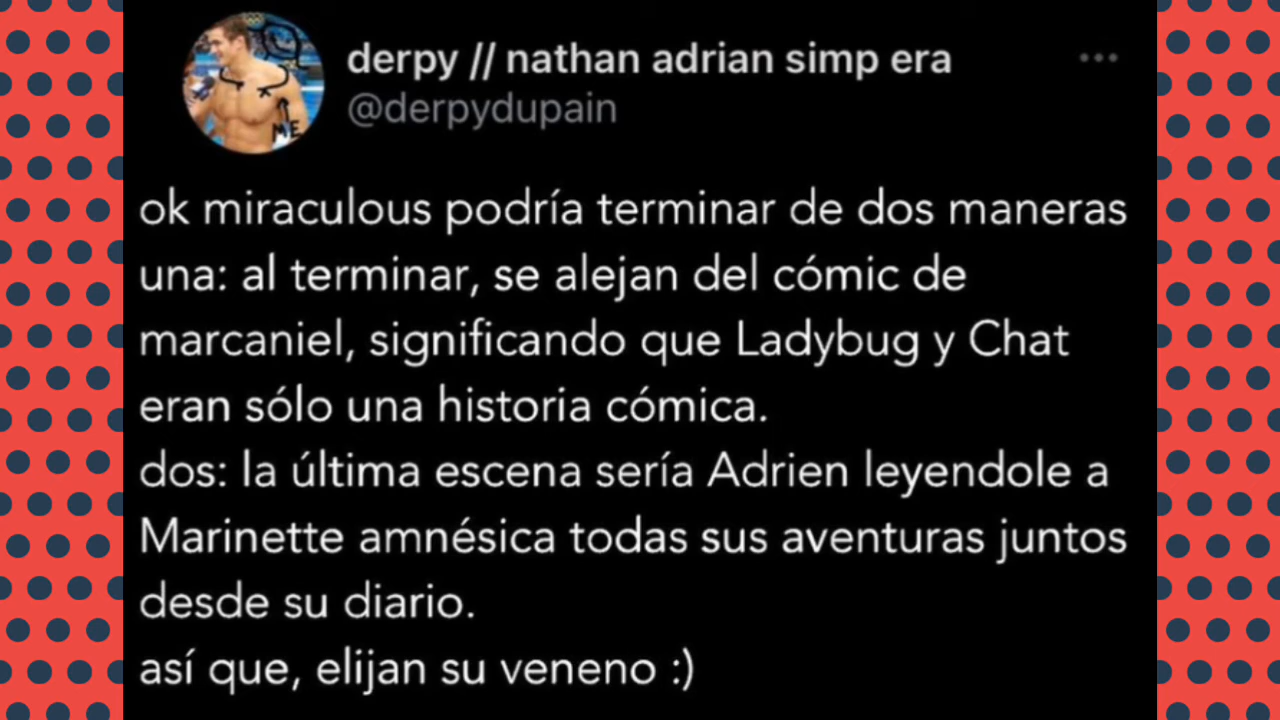 derpy // nathan adrian simp era
@derpydupain
ME
ok miraculous podría terminar de dos maneras
una: al terminar, se alejan del cómic de
marcaniel, significando que Ladybug y Chat
eran sólo una historia cómica.
dos: la última escena sería Adrien leyendole a
Marinette amnésica todas sus aventuras juntos
desde su diario.
así que, elijan su veneno :)